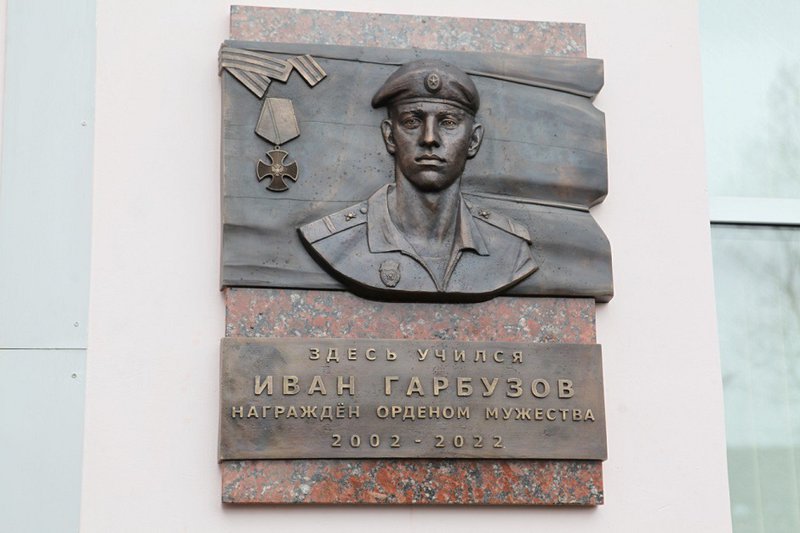 ЗДЕСЬ УЧИЛСЯ
ИВАН ГАРБУЗОВ
НАГРАЖДЁН ОРДЕНОМ МУЖЕСТВА
2002 - 2022